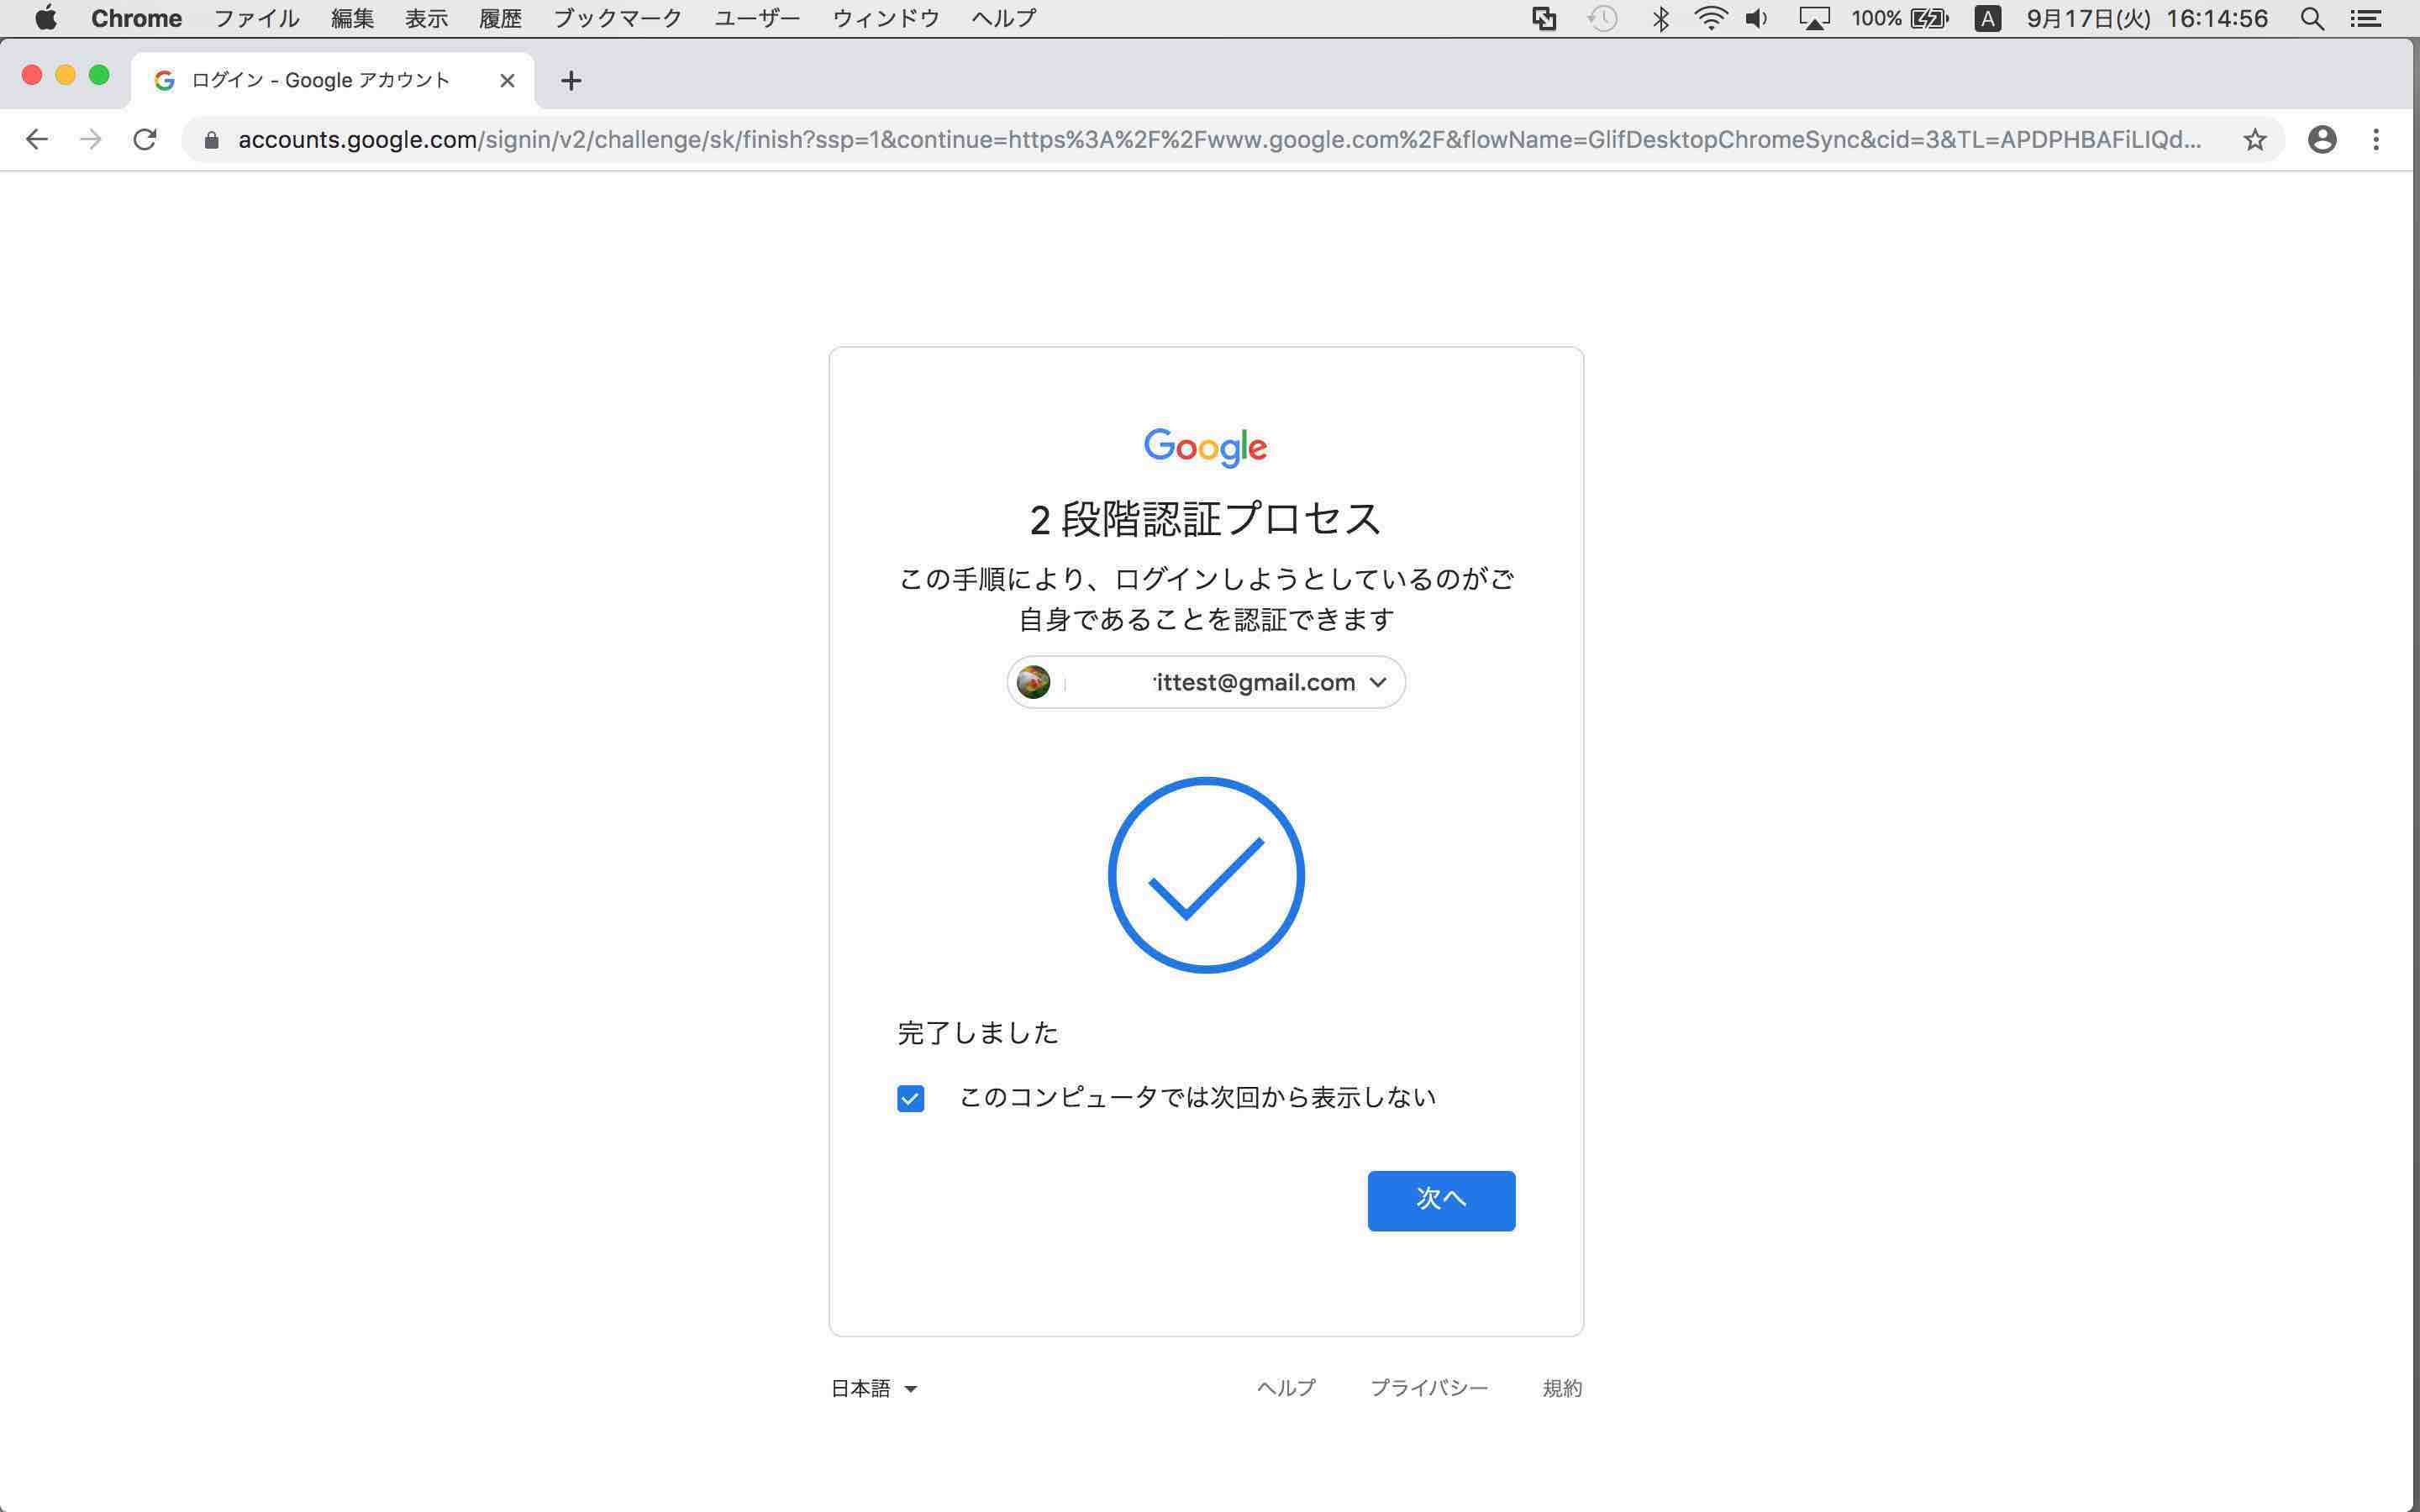 Chrome ファイル 編集 表示 履歴 ブックマーク ユーザー ウィンドウ ヘルプ 100% A 9月17日(火) 16:14:56
ログイン - Google アカウント
accounts.google.com/signin/v2/challenge/sk/finish?ssp=1&continue=https%3A%2F%2Fwww.google.com%2F&flowName=GlifDesktopChromeSync&cid=3&TL=APDPHBAFiLIQd...
Google
2 段階認証プロセス
この手順により、ログインしようとしているのがご
自身であることを認証できます
ittest@gmail.com
完了しました
このコンピュータでは次回から表示しない
次へ
日本語 ヘルプ プライバシー 規約